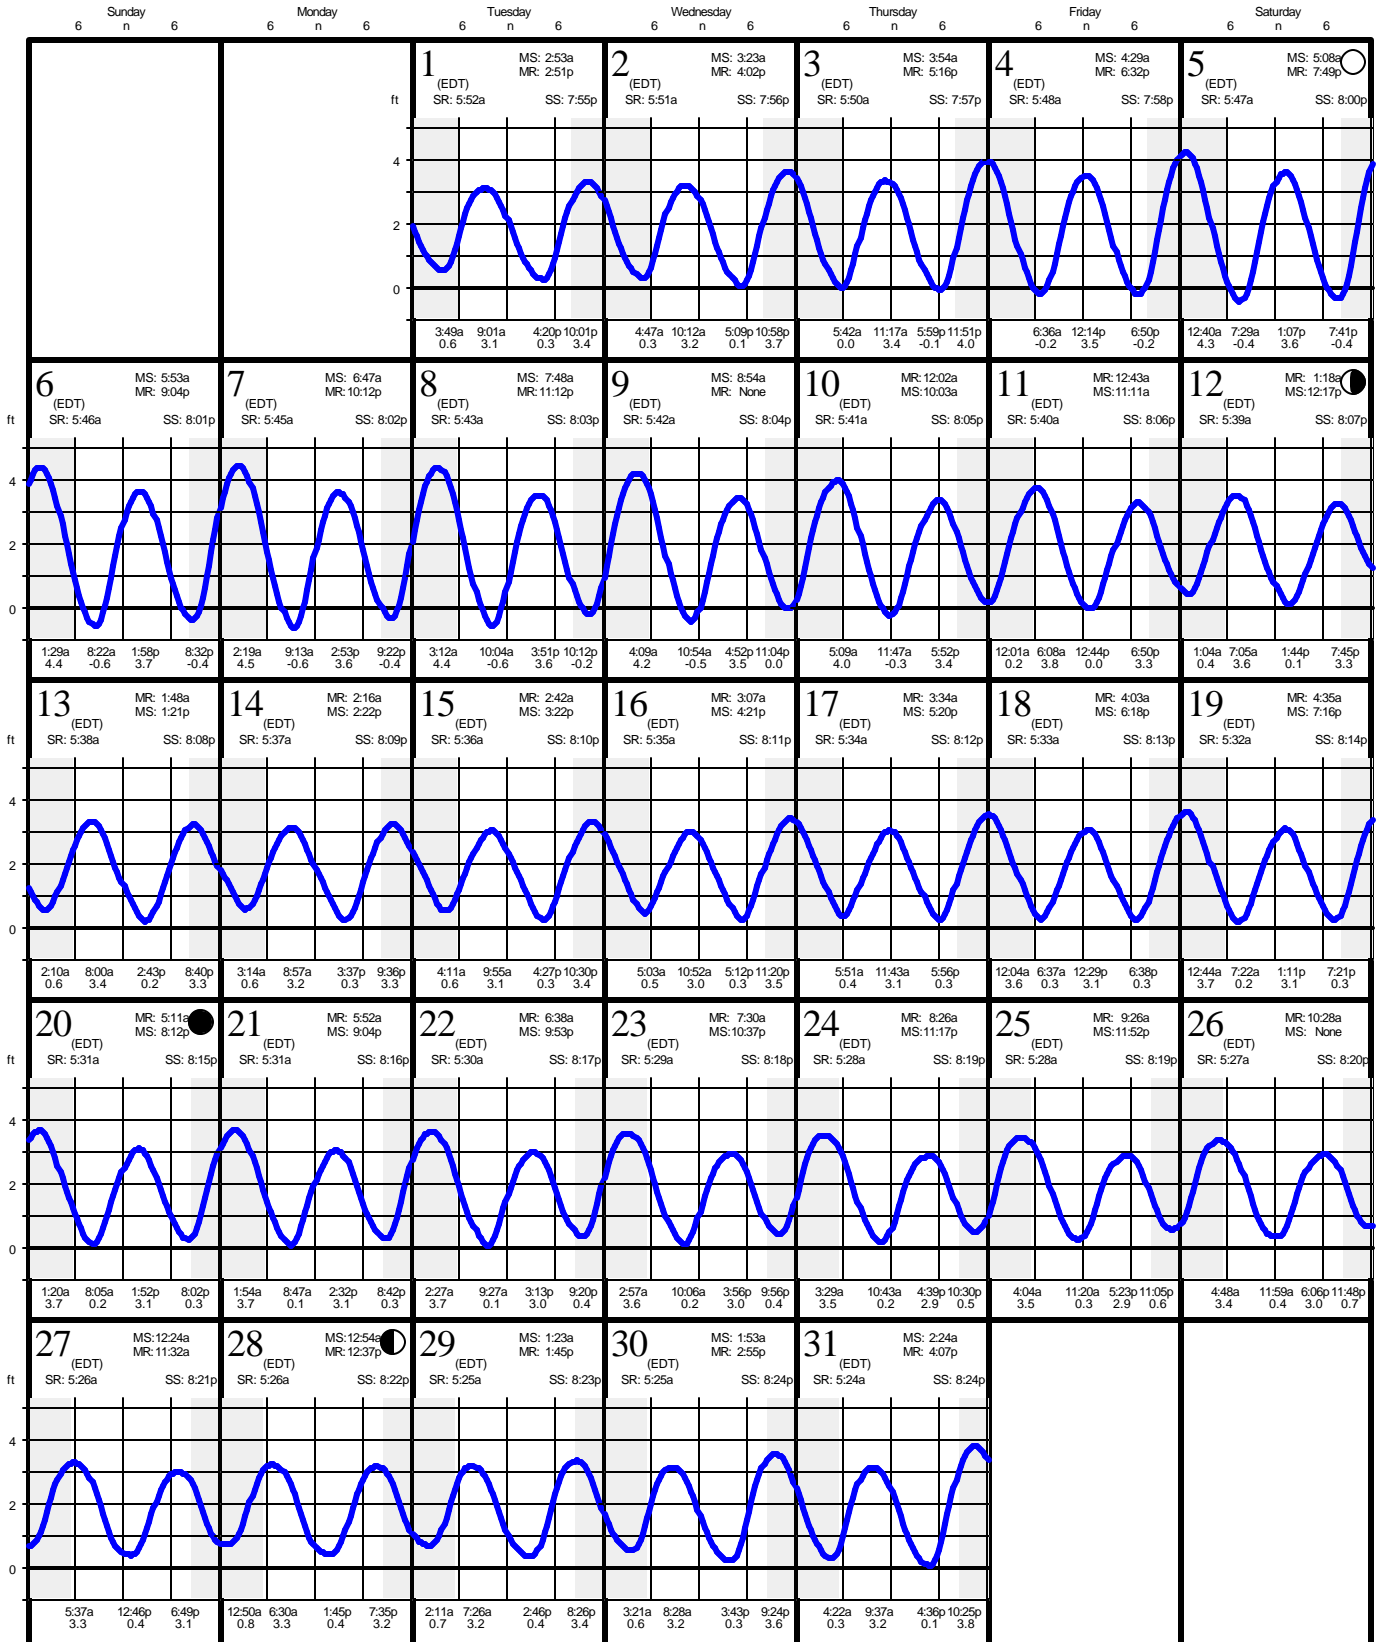 Sunday Monday Tuesday Wednesday Thursday Friday Saturday
6 n 6 6 n 6 6 n 6 6 n 6 6 n 6 6 n 6 6 n 6
1 MS: 2:53a 2 MS: 3:23a 3 MS: 3:54a 4 MS: 4:29a 5 MS: 5:08a
MR: 2:51p MR: 4:02p MR: 5:16p MR: 6:32p MR: 7:49p
(EDT) (EDT) (EDT) (EDT) (EDT)
ft SR: 5:52a SS: 7:55p SR: 5:51a SS: 7:56p SR: 5:50a SS: 7:57p SR: 5:48a SS: 7:58p SR: 5:47a SS: 8:00p
4
2
0
3:49a 9:01a 4:20p 10:01p 4:47a 10:12a 5:09p 10:58p 5:42a 11:17a 5:59p 11:51p 6:36a 12:14p 6:50p 12:40a 7:29a 1:07p 7:41p
0.6 3.1 0.3 3.4 0.3 3.2 0.1 3.7 0.0 3.4 -0.1 4.0 -0.2 3.5 -0.2 4.3 -0.4 3.6 -0.4
6 MS: 5:53a 7 MS: 6:47a 8 MS: 7:48a 9 MS: 8:54a 10 MR:12:02a 11 MR:12:43a 12 MR: 1:18a
MR: 9:04p MR:10:12p MR:11:12p MR: None MS:10:03a MS:11:11a MS:12:17p
(EDT) (EDT) (EDT) (EDT) (EDT) (EDT) (EDT)
ft SR: 5:46a SS: 8:01p SR: 5:45a SS: 8:02p SR: 5:43a SS: 8:03p SR: 5:42a SS: 8:04p SR: 5:41a SS: 8:05p SR: 5:40a SS: 8:06p SR: 5:39a SS: 8:07p
4
2
0
1:29a 8:22a 1:58p 8:32p 2:19a 9:13a 2:53p 9:22p 3:12a 10:04a 3:51p 10:12p 4:09a 10:54a 4:52p 11:04p 5:09a 11:47a 5:52p 12:01a 6:08a 12:44p 6:50p 1:04a 7:05a 1:44p 7:45p
4.4 -0.6 3.7 -0.4 4.5 -0.6 3.6 -0.4 4.4 -0.6 3.6 -0.2 4.2 -0.5 3.5 0.0 4.0 -0.3 3.4 0.2 3.8 0.0 3.3 0.4 3.6 0.1 3.3
13 MR: 1:48a 14 MR: 2:16a 15 MR: 2:42a 16 MR: 3:07a 17 MR: 3:34a 18 MR: 4:03a 19 MR: 4:35a
MS: 1:21p MS: 2:22p MS: 3:22p MS: 4:21p MS: 5:20p MS: 6:18p MS: 7:16p
(EDT) (EDT) (EDT) (EDT) (EDT) (EDT) (EDT)
ft SR: 5:38a SS: 8:08p SR: 5:37a SS: 8:09p SR: 5:36a SS: 8:10p SR: 5:35a SS: 8:11p SR: 5:34a SS: 8:12p SR: 5:33a SS: 8:13p SR: 5:32a SS: 8:14p
4
2
0
2:10a 8:00a 2:43p 8:40p 3:14a 8:57a 3:37p 9:36p 4:11a 9:55a 4:27p 10:30p 5:03a 10:52a 5:12p 11:20p 5:51a 11:43a 5:56p 12:04a 6:37a 12:29p 6:38p 12:44a 7:22a 1:11p 7:21p
0.6 3.4 0.2 3.3 0.6 3.2 0.3 3.3 0.6 3.1 0.3 3.4 0.5 3.0 0.3 3.5 0.4 3.1 0.3 3.6 0.3 3.1 0.3 3.7 0.2 3.1 0.3
20 MR: 5:11a 21 MR: 5:52a 22 MR: 6:38a 23 MR: 7:30a 24 MR: 8:26a 25 MR: 9:26a 26 MR:10:28a
MS: 8:12p MS: 9:04p MS: 9:53p MS:10:37p MS:11:17p MS:11:52p MS: None
(EDT) (EDT) (EDT) (EDT) (EDT) (EDT) (EDT)
ft SR: 5:31a SS: 8:15p SR: 5:31a SS: 8:16p SR: 5:30a SS: 8:17p SR: 5:29a SS: 8:18p SR: 5:28a SS: 8:19p SR: 5:28a SS: 8:19p SR: 5:27a SS: 8:20p
4
2
0
1:20a 8:05a 1:52p 8:02p 1:54a 8:47a 2:32p 8:42p 2:27a 9:27a 3:13p 9:20p 2:57a 10:06a 3:56p 9:56p 3:29a 10:43a 4:39p 10:30p 4:04a 11:20a 5:23p 11:05p 4:48a 11:59a 6:06p 11:48p
3.7 0.2 3.1 0.3 3.7 0.1 3.1 0.3 3.7 0.1 3.0 0.4 3.6 0.2 3.0 0.4 3.5 0.2 2.9 0.5 3.5 0.3 2.9 0.6 3.4 0.4 3.0 0.7
27 MS:12:24a 28 MS:12:54a 29 MS: 1:23a 30 MS: 1:53a 31 MS: 2:24a
MR:11:32a MR:12:37p MR: 1:45p MR: 2:55p MR: 4:07p
(EDT) (EDT) (EDT) (EDT) (EDT)
ft SR: 5:26a SS: 8:21p SR: 5:26a SS: 8:22p SR: 5:25a SS: 8:23p SR: 5:25a SS: 8:24p SR: 5:24a SS: 8:24p
4
2
0
5:37a 12:46p 6:49p 12:50a 6:30a 1:45p 7:35p 2:11a 7:26a 2:46p 8:26p 3:21a 8:28a 3:43p 9:24p 4:22a 9:37a 4:36p 10:25p
3.3 0.4 3.1 0.8 3.3 0.4 3.2 0.7 3.2 0.4 3.4 0.6 3.2 0.3 3.6 0.3 3.2 0.1 3.8